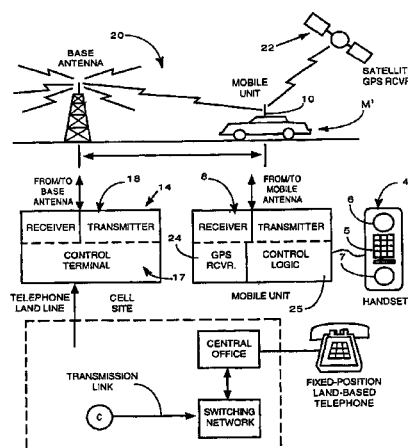 BASE
ANTENNA
20
22
SATELLITE
GPS RCVR
MOBILE
UNIT
10
M'
FROM/TO
BASE
ANTENNA
18
14
FROM/TO
MOBILE
ANTENNA
8
4
6
5
7
RECEIVER
TRANSMITTER
CONTROL
TERMINAL
17
RECEIVER
TRANSMITTER
24
GPS
RCVR.
CONTROL
LOGIC
25
HANDSET
TELEPHONE
LAND LINE
CELL
SITE
MOBILE UNIT
CENTRAL
OFFICE
TRANSMISSION
LINK
C
SWITCHING
NETWORK
FIXED-POSITION
LAND-BASED
TELEPHONE